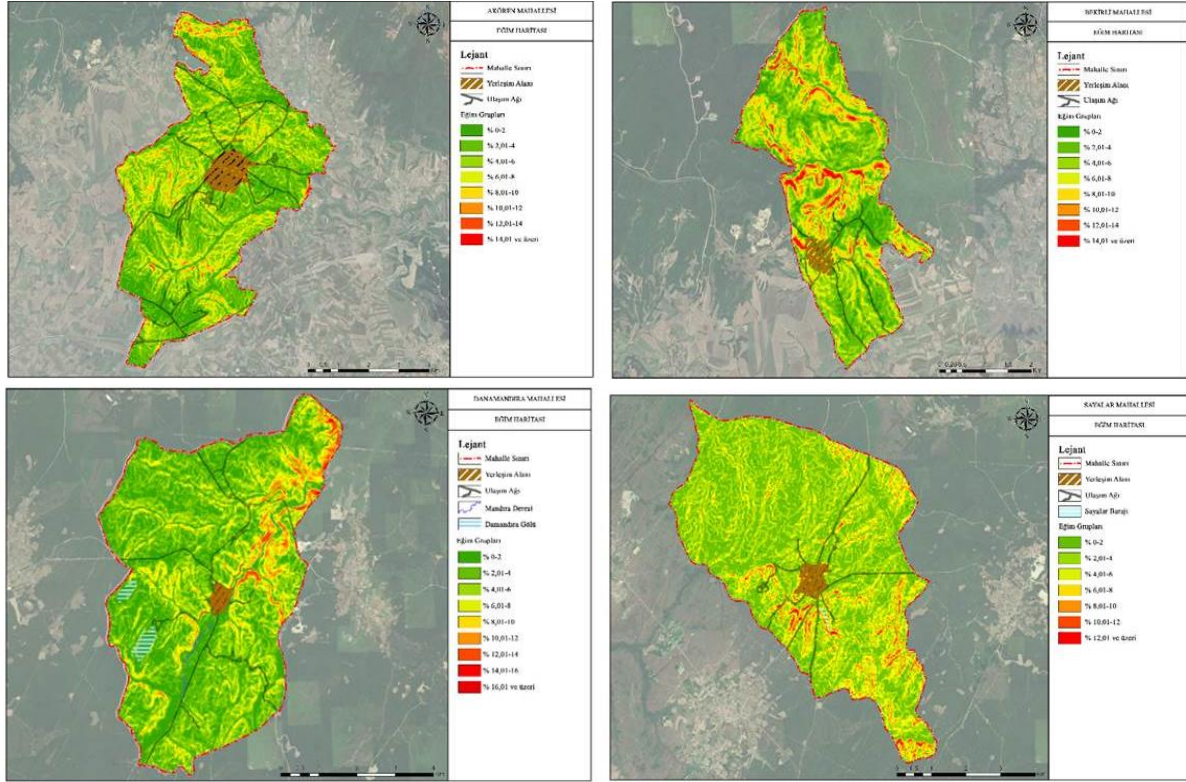 AKÖREN MAHALLESİ
EĞİM HARİTASI
Lejant
Mahalle Sınırı
Yerleşim Alanı
Ulaşım Ağı
Eğim Grupları
% 0-2
% 2,01-4
% 4,01-6
% 6,01-8
% 8,01-10
% 10,01-12
% 12,01-14
% 14,01 ve üzeri
BEKİRLİ MAHALLESİ
EĞİM HARİTASI
Lejant
Mahalle Sınırı
Yerleşim Alanı
Ulaşım Ağı
Eğim Grupları
% 0-2
% 2,01-4
% 4,01-6
% 6,01-8
% 8,01-10
% 10,01-12
% 12,01-14
% 14,01 ve üzeri
DANAMANDIRA MAHALLESİ
EĞİM HARİTASI
Lejant
Mahalle Sınırı
Yerleşim Alanı
Ulaşım Ağı
Mandıra Deresi
Damandıra Gölü
Eğim Grupları
% 0-2
% 2,01-4
% 4,01-6
% 6,01-8
% 8,01-10
% 10,01-12
% 12,01-14
% 14,01-16
% 16,01 ve üzeri
SAYALAR MAHALLESİ
EĞİM HARİTASI
Lejant
Mahalle Sınırı
Yerleşim Alanı
Ulaşım Ağı
Sayalar Barajı
Eğim Grupları
% 0-2
% 2,01-4
% 4,01-6
% 6,01-8
% 8,01-10
% 10,01-12
% 12,01 ve üzeri